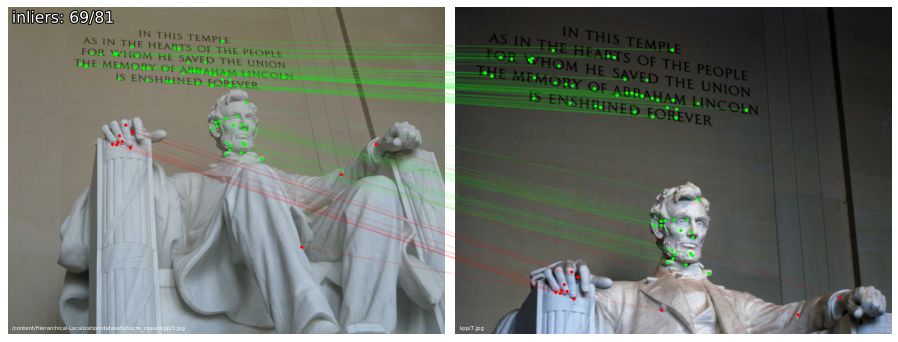 inliers: 69/81
IN THIS TEMPLE
AS IN THE HEARTS OF THE PEOPLE
FOR WHOM HE SAVED THE UNION
THE MEMORY OF ABRAHAM LINCOLN
IS ENSHRINED FOREVER
IN THIS TEMPLE
AS IN THE HEARTS OF THE PEOPLE
FOR WHOM HE SAVED THE UNION
THE MEMORY OF ABRAHAM LINCOLN
IS ENSHRINED FOREVER
kpp/7.jpg